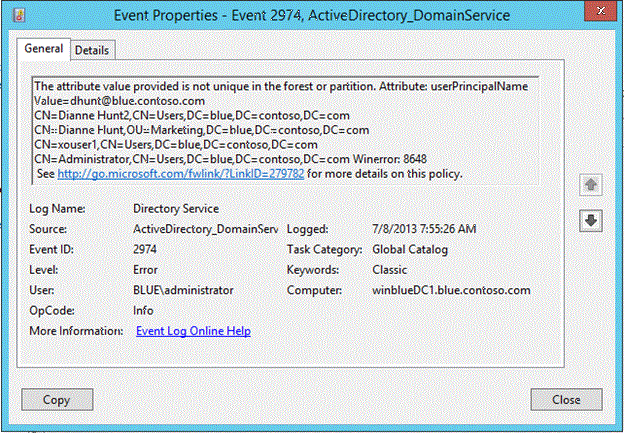 Event Properties - Event 2974, ActiveDirectory_DomainService
x
General Details
The attribute value provided is not unique in the forest or partition. Attribute: userPrincipalName
Value=dhunt@blue.contoso.com
CN=Dianne Hunt2,CN=Users,DC=blue,DC=contoso,DC=com
CN=Dianne Hunt,OU=Marketing,DC=blue,DC=contoso,DC=com
CN=xouser1,CN=Users,DC=blue,DC=contoso,DC=com
CN=Administrator,CN=Users,DC=blue,DC=contoso,DC=com Winerror: 8648
See http://go.microsoft.com/fwlink/?LinkID=279782 for more details on this policy.
Log Name: Directory Service
Source: ActiveDirectory_DomainServ Logged: 7/8/2013 7:55:26 AM
Event ID: 2974 Task Category: Global Catalog
Level: Error Keywords: Classic
User: BLUE\administrator Computer: winblueDC1.blue.contoso.com
OpCode: Info
More Information: Event Log Online Help
Copy Close